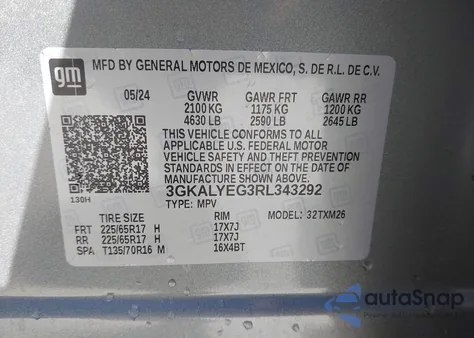 gm
MFD BY GENERAL MOTORS DE MEXICO, S. DE R.L. DE C.V.
05/24 GVWR GAWR FRT GAWR RR
2100 KG 1175 KG 1200 KG
4630 LB 2590 LB 2645 LB
THIS VEHICLE CONFORMS TO ALL
APPLICABLE U.S. FEDERAL MOTOR
VEHICLE SAFETY AND THEFT PREVENTION
STANDARDS IN EFFECT ON THE DATE OF
MANUFACTURE SHOWN ABOVE.
130H 3GKALYEG3RL343292
TYPE: MPV MODEL: 32TXM26
TIRE SIZE RIM
FRT 225/65R17 H 17X7J
RR 225/65R17 H 17X7J
SPA T135/70R16 M 16X4BT
autoSnap